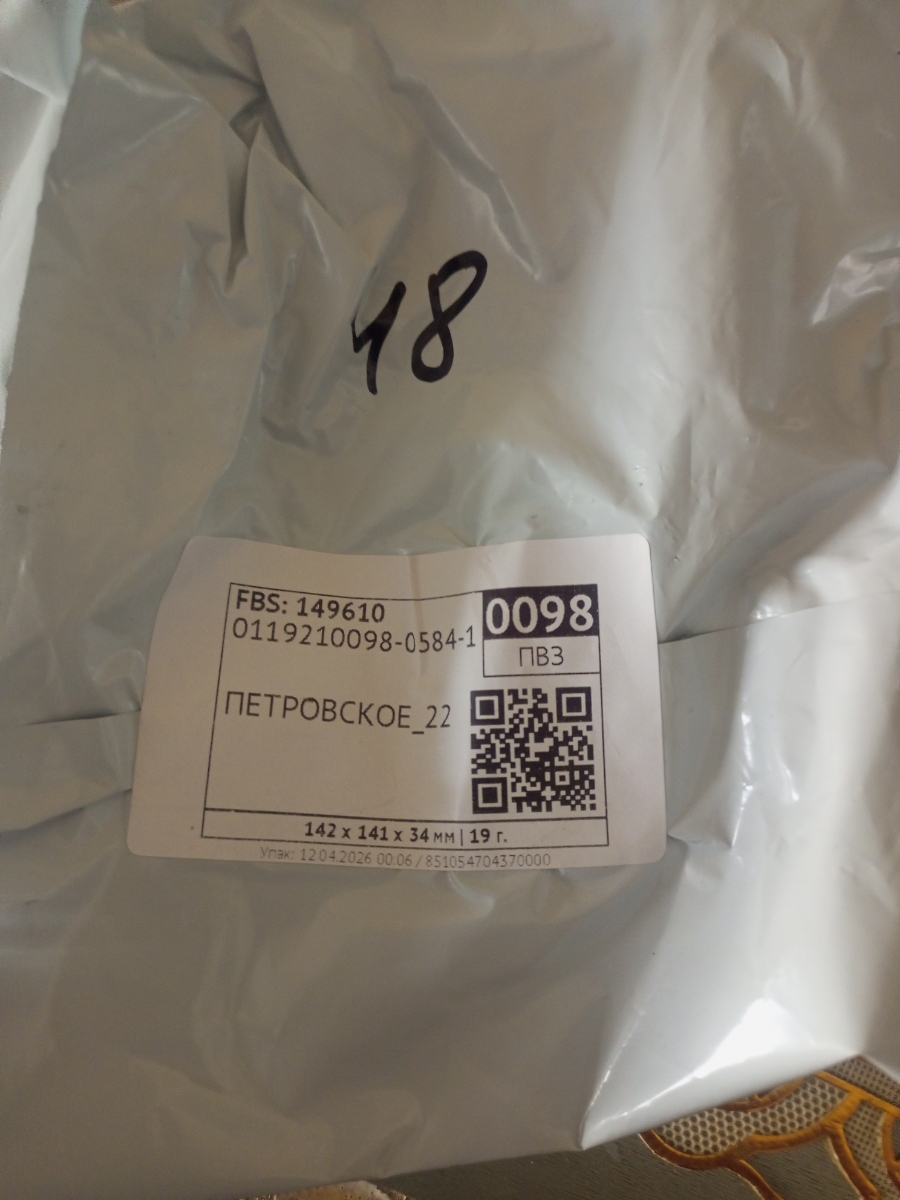 48
FBS: 149610
0119210098-0584-1
0098
ПВЗ
ПЕТРОВСКОЕ_22
142 x 141 x 34 мм | 19 г.
Упак: 12.04.2026 00:06 / 851054704370000